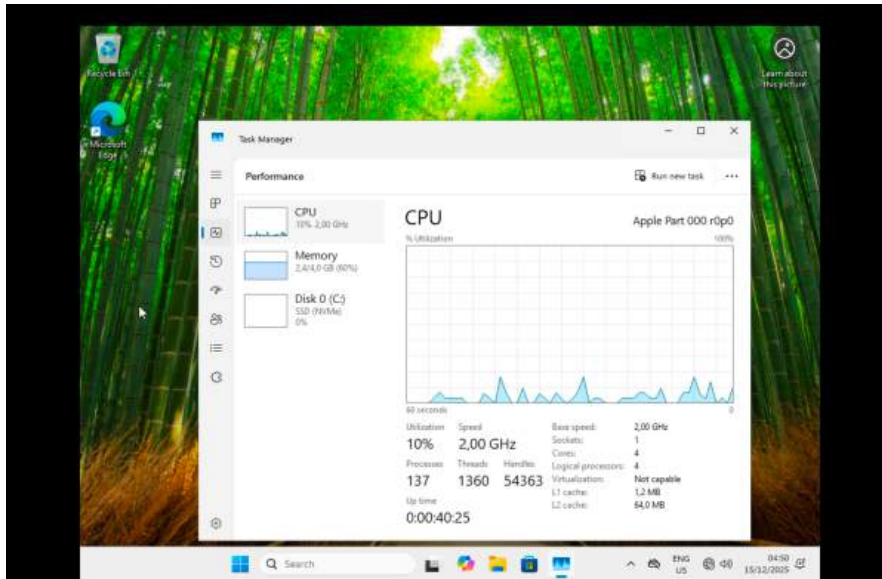 Recycle Bin
Learn about
this picture
Microsoft
Edge
Task Manager
Performance
Run new task
CPU
10% 2,00 GHz
Memory
2,4/4,0 GB (60%)
Disk 0 (C:)
SSD (NVMe)
0%
CPU
Apple Part 000 r0p0
% Utilization
100%
60 seconds
0
Utilization
Speed
10%
2,00 GHz
Processes
Threads
Handles
137
1360
54363
Up time
0:00:40:25
Base speed: 2,00 GHz
Sockets: 1
Cores: 4
Logical processors: 4
Virtualization: Not capable
L1 cache: 1,2 MB
L2 cache: 64,0 MB
Search
ENG
US
04:50
15/12/2025